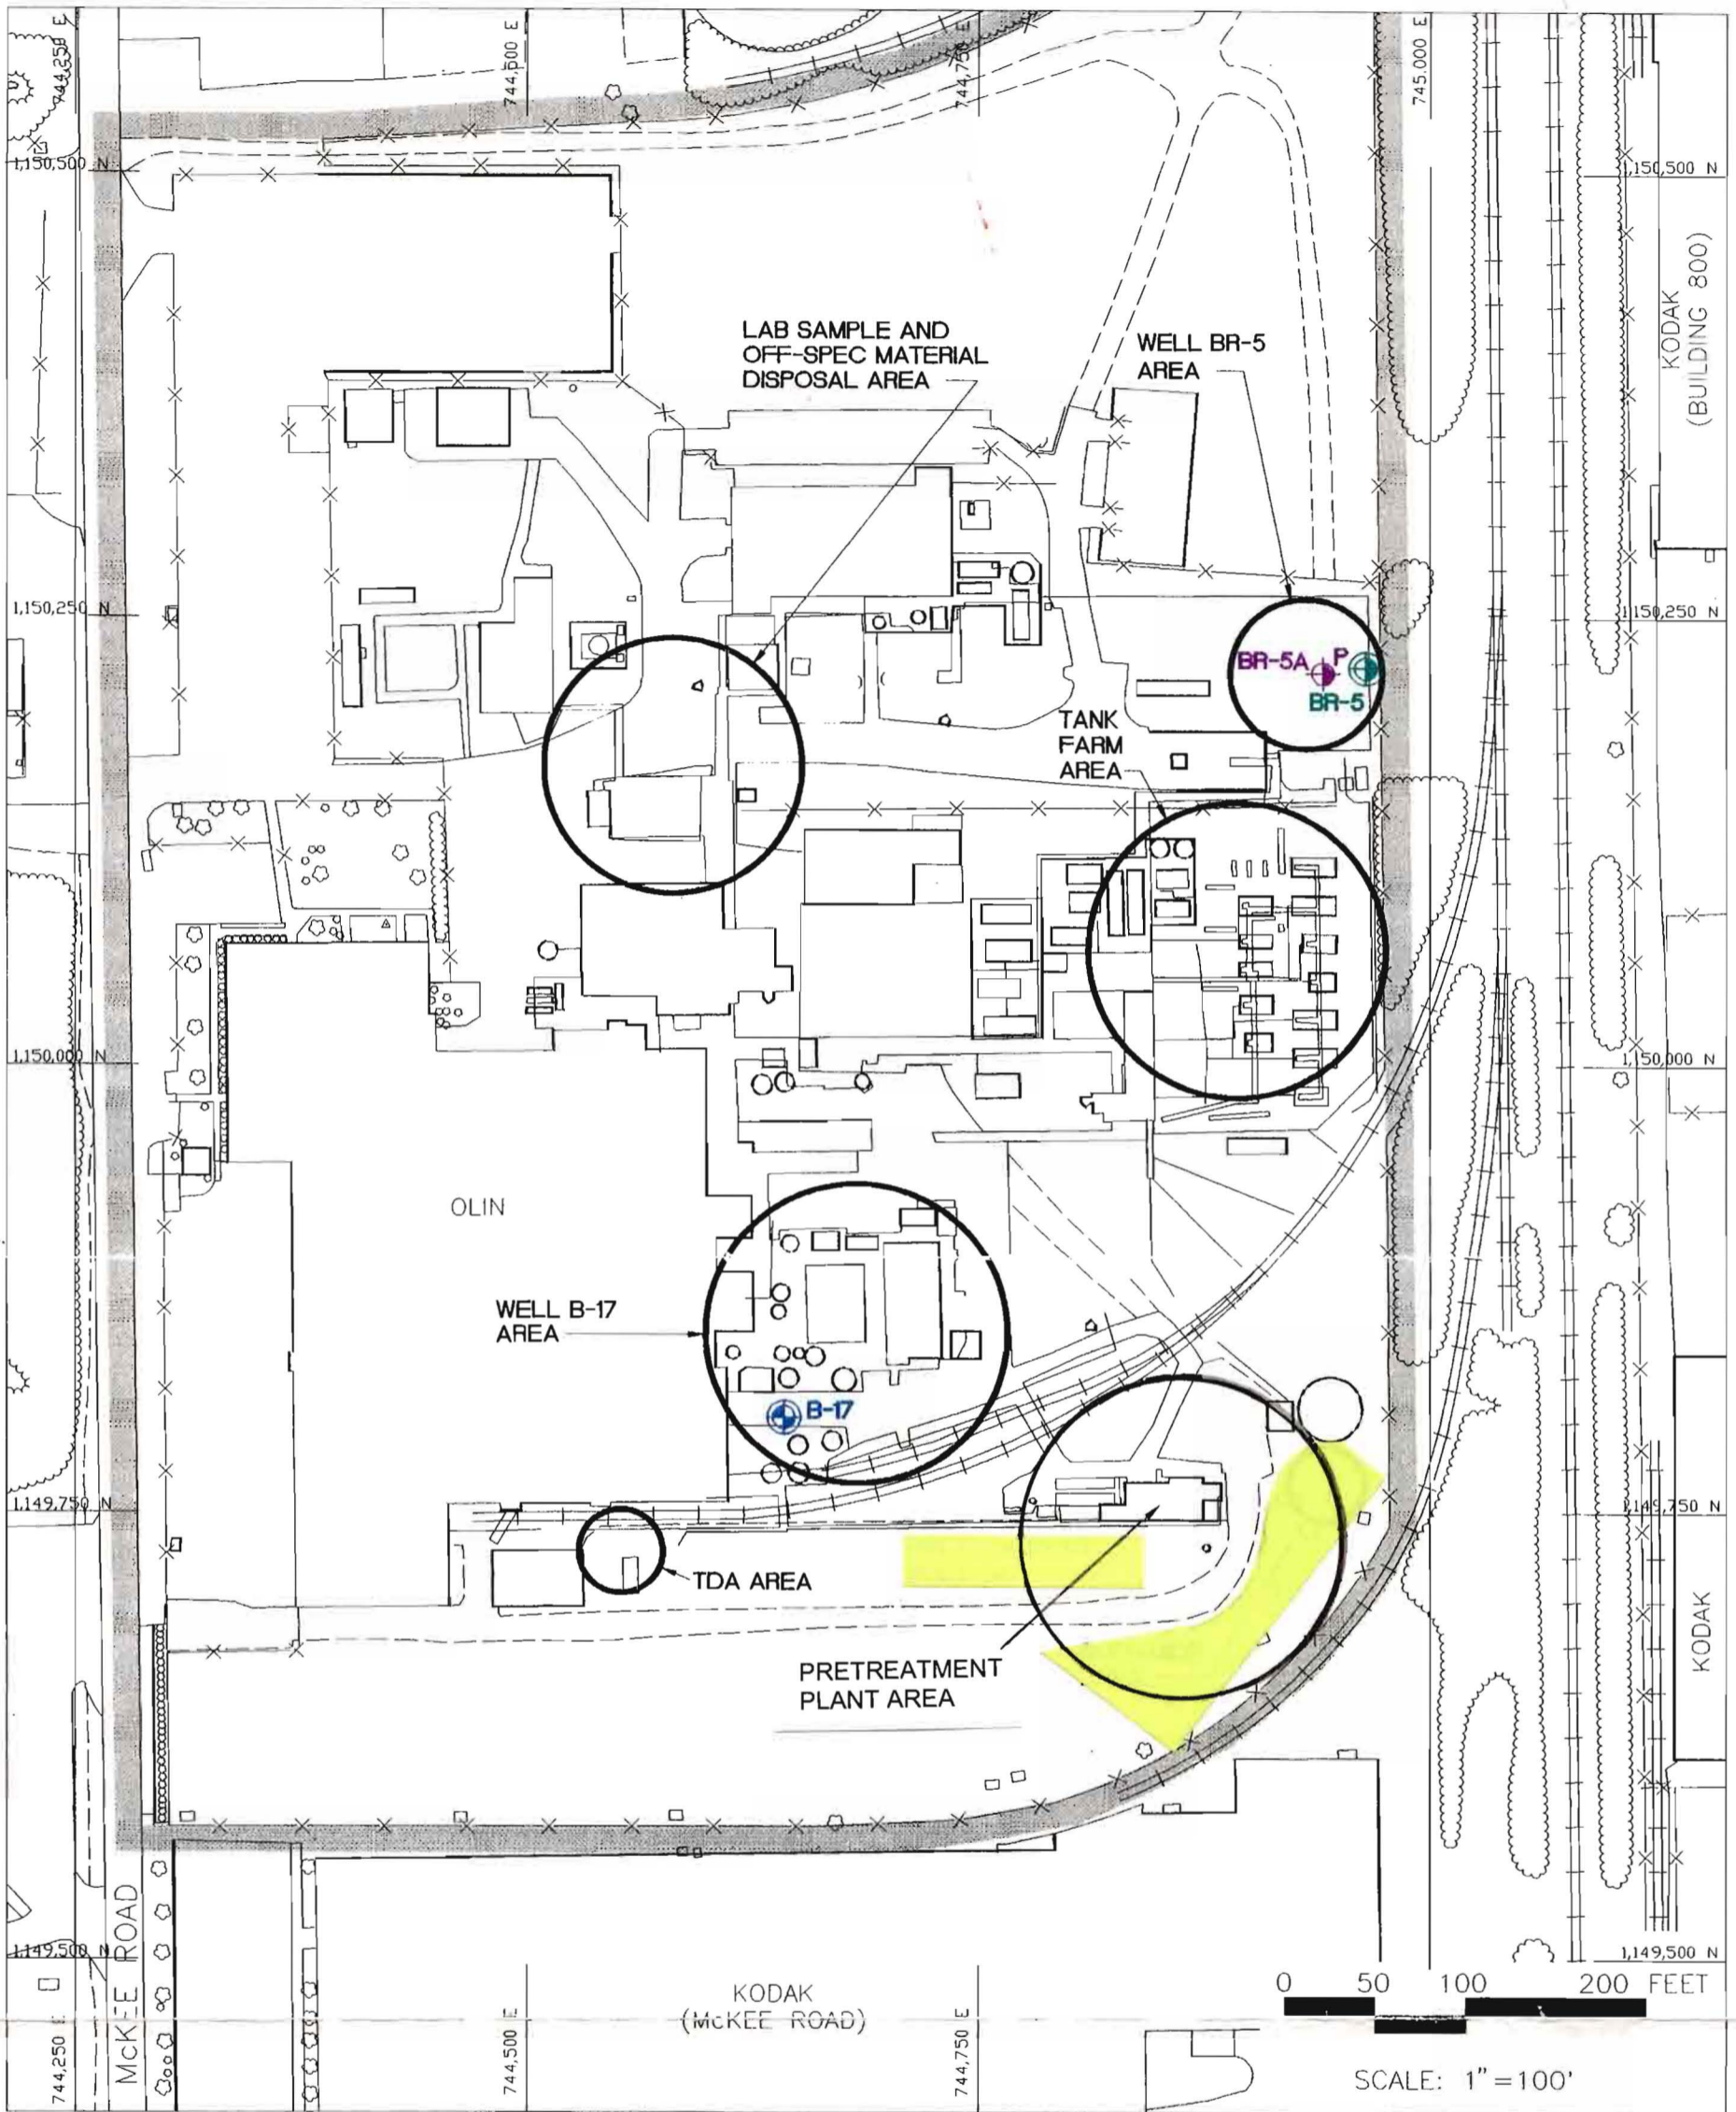 744,250 E
744,500 E
744,750 E
745,000 E
1,150,500 N
1,150,500 N
KODAK
(BUILDING 800)
LAB SAMPLE AND
OFF-SPEC MATERIAL
DISPOSAL AREA
WELL BR-5
AREA
1,150,250 N
1,150,250 N
BR-5A
P
BR-5
TANK
FARM
AREA
1,150,000 N
1,150,000 N
OLIN
WELL B-17
AREA
B-17
1,149,750 N
1,149,750 N
TDA AREA
PRETREATMENT
PLANT AREA
KODAK
McKEE ROAD
1,149,500 N
1,149,500 N
KODAK
(McKEE ROAD)
0 50 100 200 FEET
744,250 E
744,500 E
744,750 E
SCALE: 1"=100'